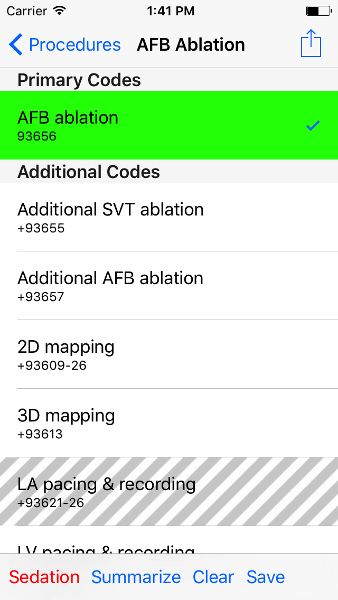 Carrier 1:41 PM
Procedures AFB Ablation
Primary Codes
AFB ablation
93656
Additional Codes
Additional SVT ablation
+93655
Additional AFB ablation
+93657
2D mapping
+93609-26
3D mapping
+93613
LA pacing & recording
+93621-26
LV pacing & recording
Sedation Summarize Clear Save